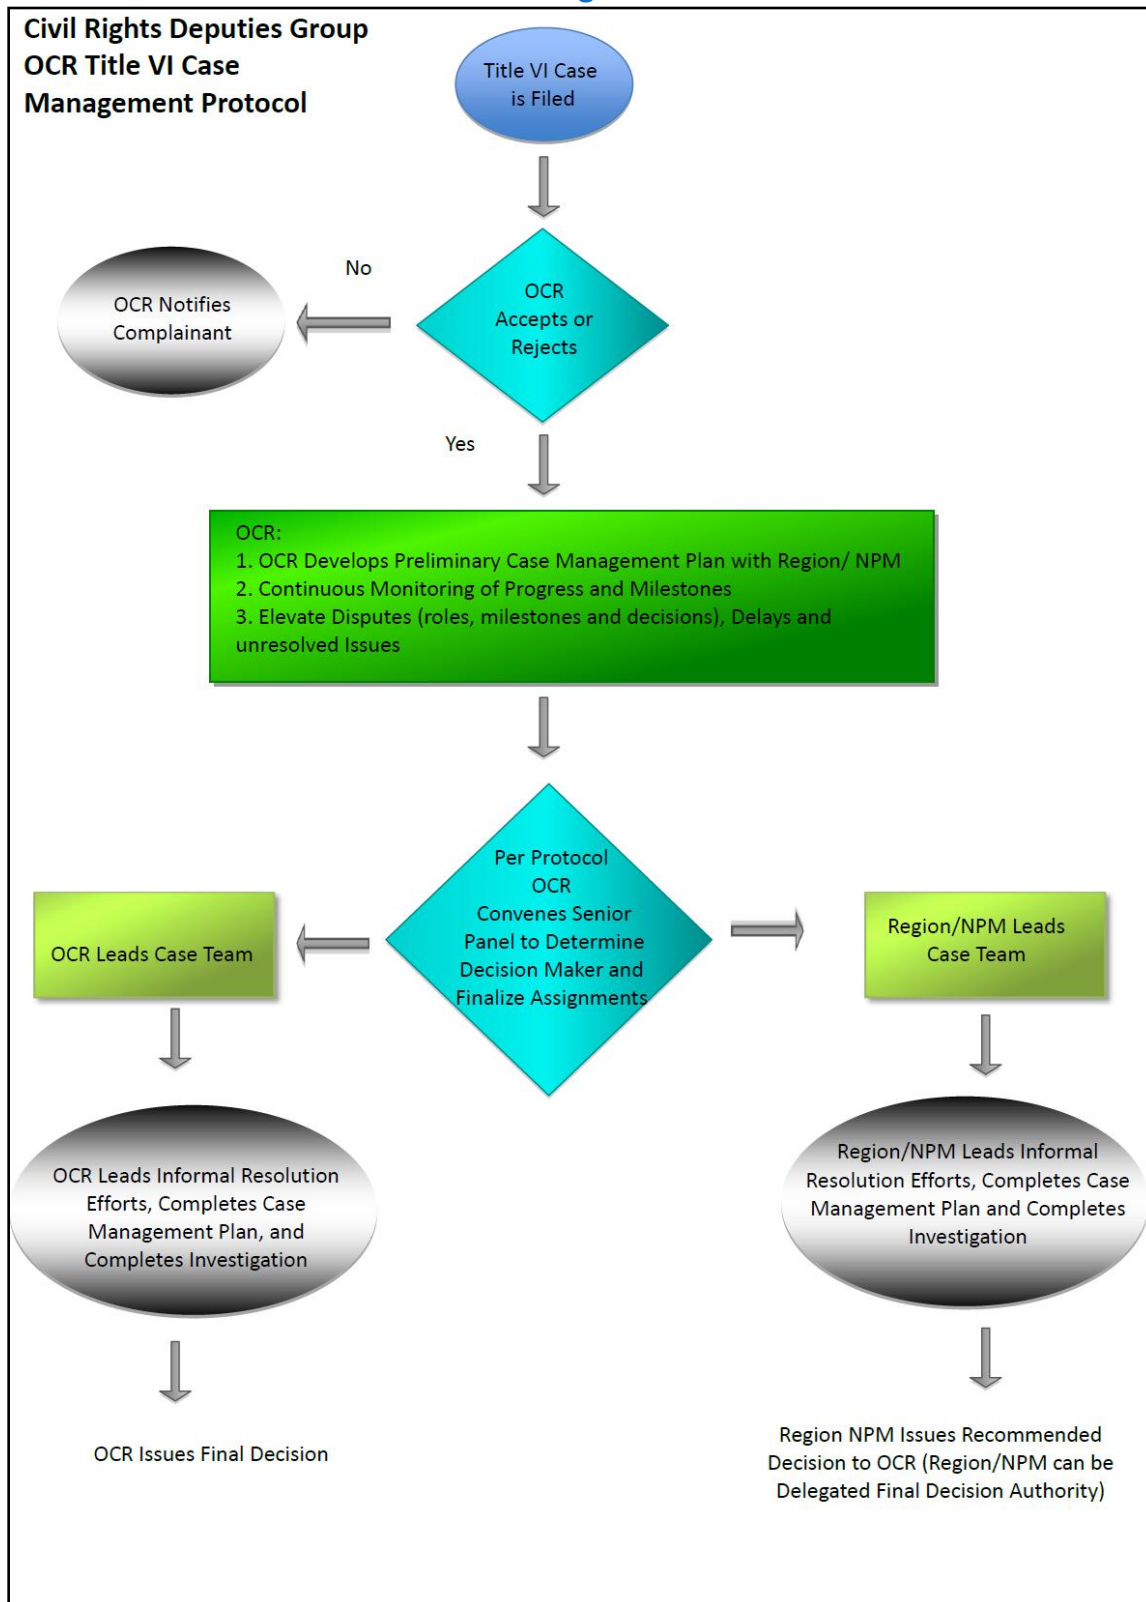 Civil Rights Deputies Group
OCR Title VI Case
Management Protocol
Title VI Case
is Filed
No
OCR Notifies
Complainant
OCR
Accepts or
Rejects
Yes
OCR:
1. OCR Develops Preliminary Case Management Plan with Region/ NPM
2. Continuous Monitoring of Progress and Milestones
3. Elevate Disputes (roles, milestones and decisions), Delays and
unresolved Issues
Per Protocol
OCR
Convenes Senior
Panel to Determine
Decision Maker and
Finalize Assignments
OCR Leads Case Team
Region/NPM Leads
Case Team
OCR Leads Informal Resolution
Efforts, Completes Case
Management Plan, and
Completes Investigation
Region/NPM Leads Informal
Resolution Efforts, Completes Case
Management Plan and Completes
Investigation
OCR Issues Final Decision
Region NPM Issues Recommended
Decision to OCR (Region/NPM can be
Delegated Final Decision Authority)